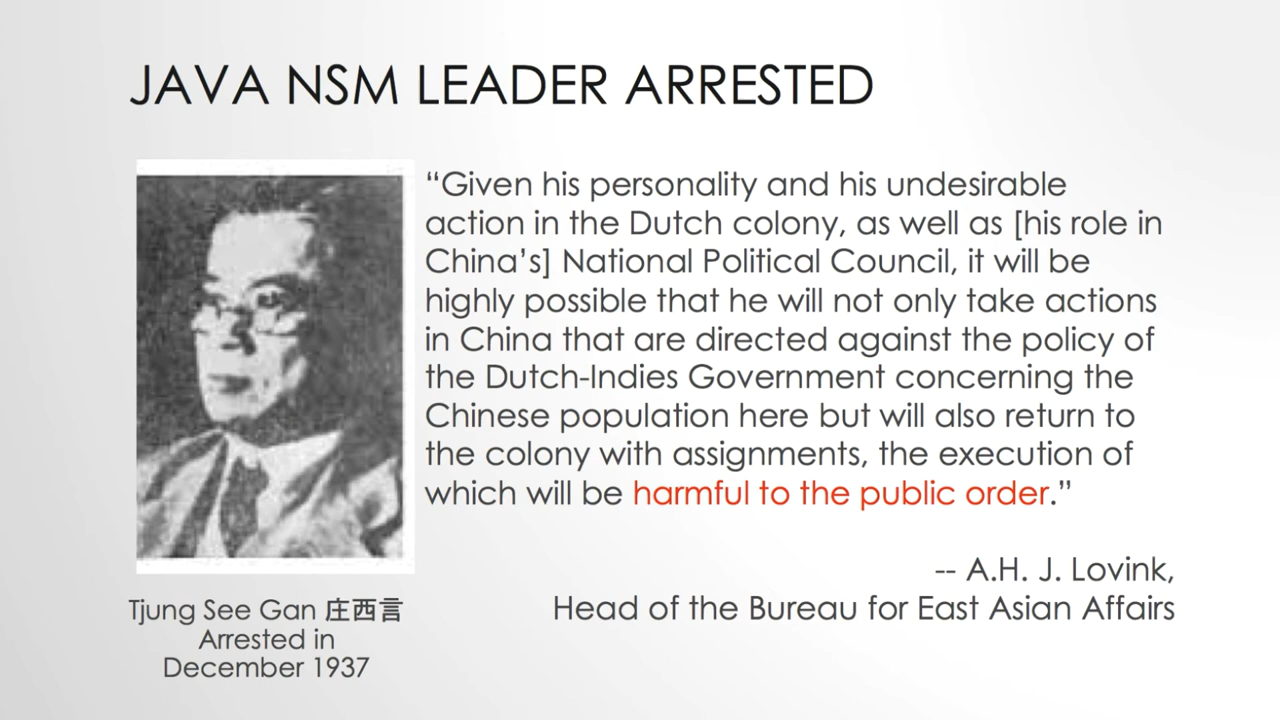 JAVA NSM LEADER ARRESTED
“Given his personality and his undesirable
action in the Dutch colony, as well as [his role in
China’s] National Political Council, it will be
highly possible that he will not only take actions
in China that are directed against the policy of
the Dutch-Indies Government concerning the
Chinese population here but will also return to
the colony with assignments, the execution of
which will be harmful to the public order.”
-- A.H. J. Lovink,
Head of the Bureau for East Asian Affairs
Tjung See Gan 庄西言
Arrested in
December 1937